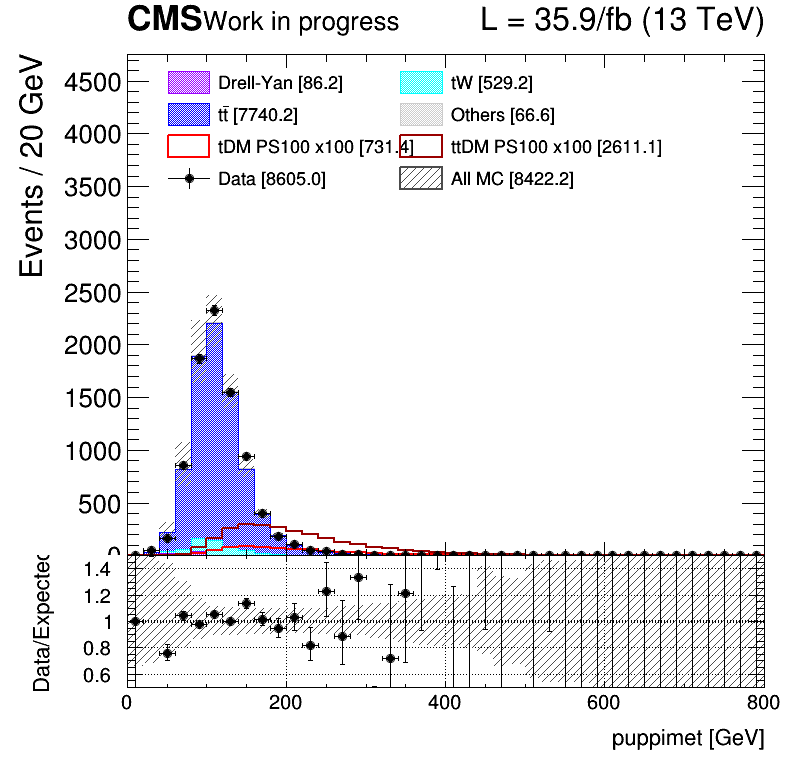 CMS Work in progress L = 35.9/fb (13 TeV)
Events / 20 GeV
4500
4000
3500
3000
2500
2000
1500
1000
500
0
Drell-Yan [86.2] tW [529.2]
tt̄ [7740.2] Others [66.6]
tDM PS100 x100 [731.4] ttDM PS100 x100 [2611.1]
Data [8605.0] All MC [8422.2]
Data/Expected
1.4
1.2
1
0.8
0.6
0 200 400 600 800
puppimet [GeV]